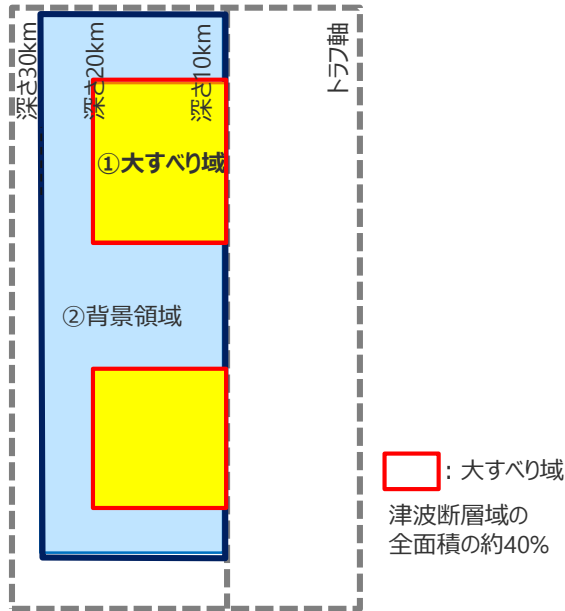 深さ30km
深さ20km
深さ10km
トラフ軸
①大すべり域
②背景領域
：大すべり域
津波断層域の
全面積の約40%